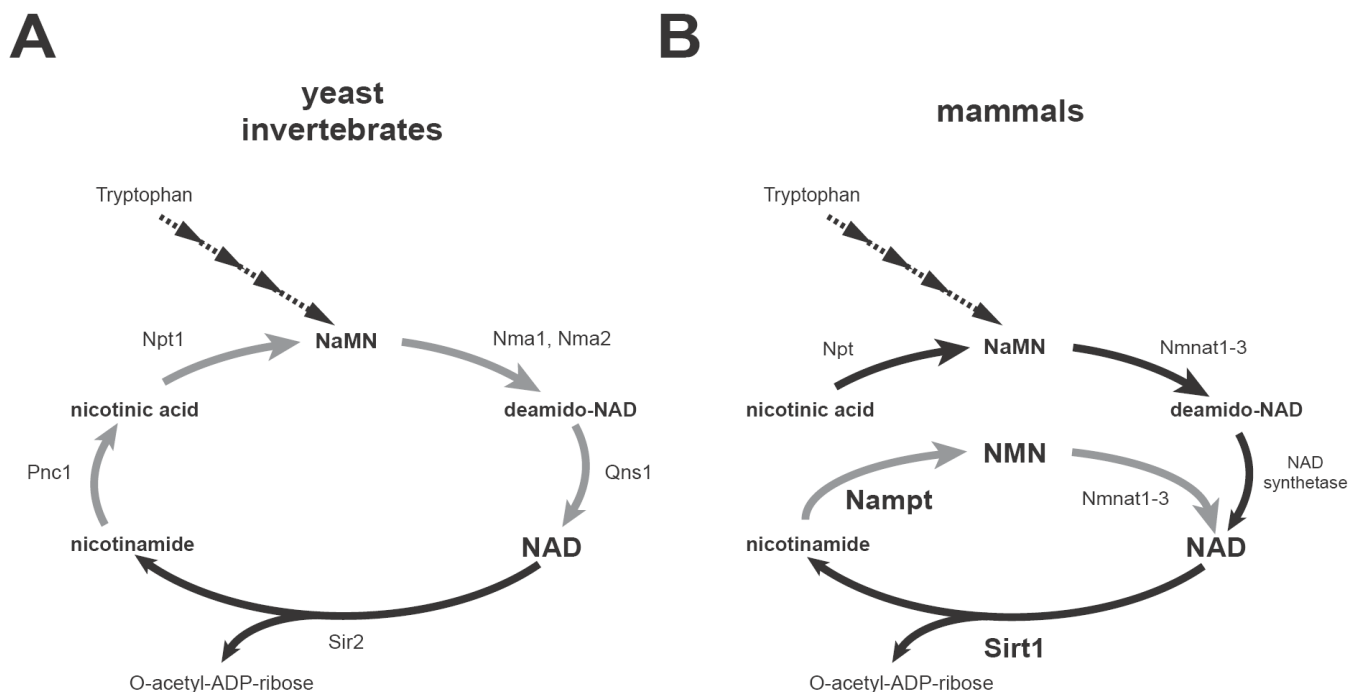 A
yeast
invertebrates
Tryptophan
Npt1
NaMN
Nma1, Nma2
nicotinic acid
deamido-NAD
Pnc1
Qns1
nicotinamide
NAD
Sir2
O-acetyl-ADP-ribose
B
mammals
Tryptophan
Npt
NaMN
Nmnat1-3
nicotinic acid
deamido-NAD
NMN
NAD
synthetase
Nampt
Nmnat1-3
nicotinamide
NAD
Sirt1
O-acetyl-ADP-ribose